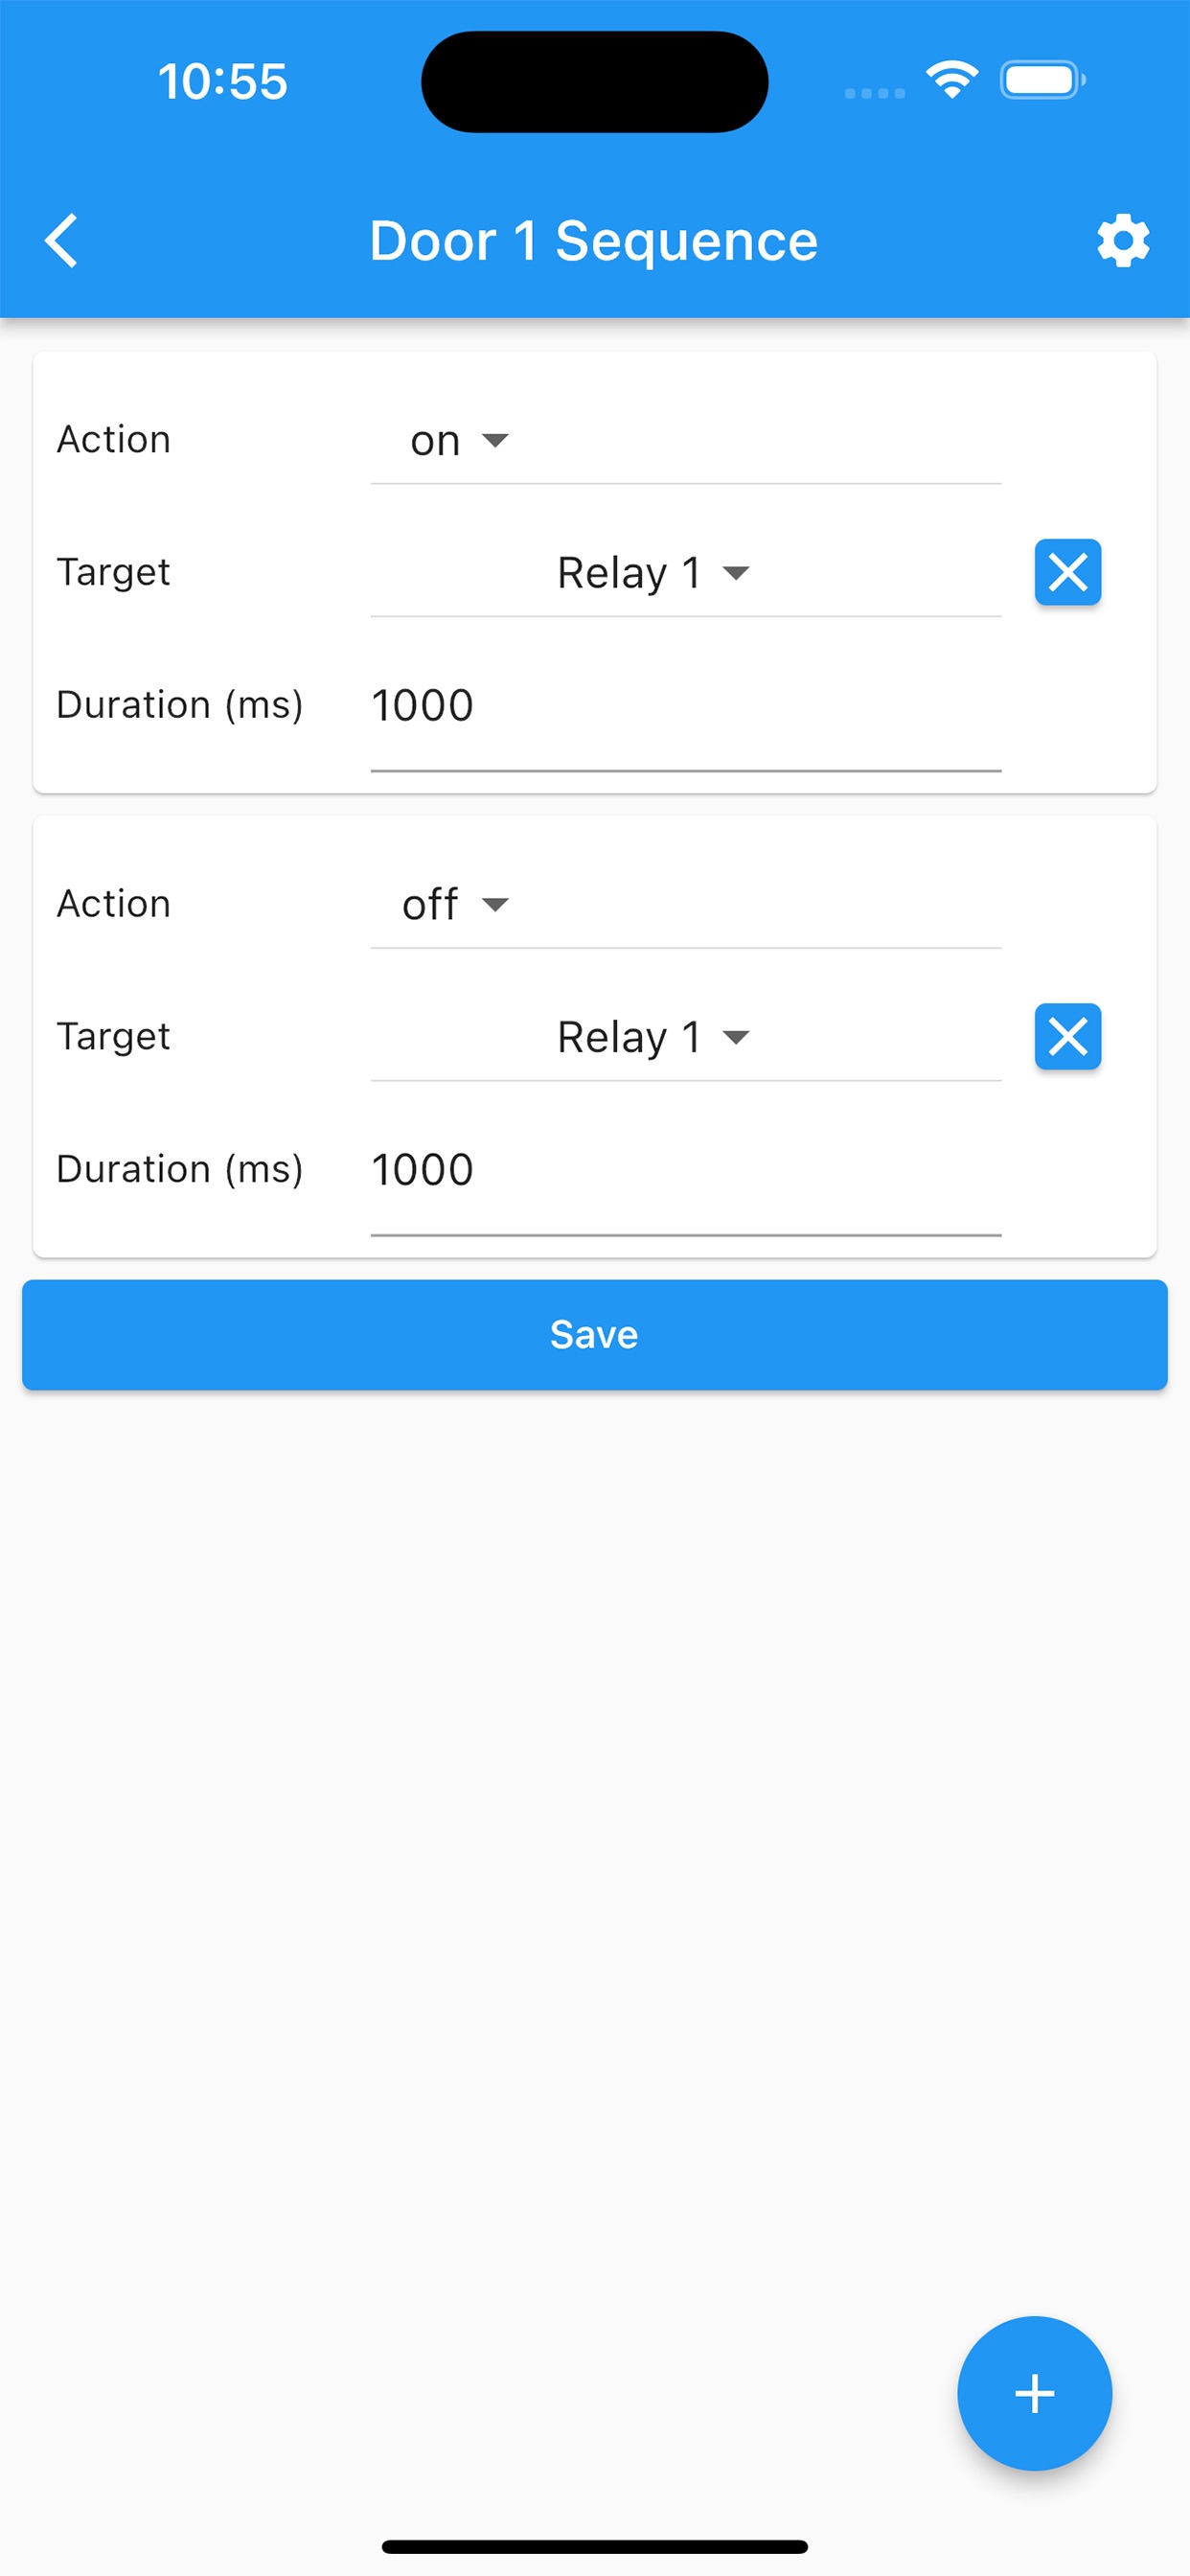 10:55
Door 1 Sequence
Action on
Target Relay 1
Duration (ms) 1000
Action off
Target Relay 1
Duration (ms) 1000
Save